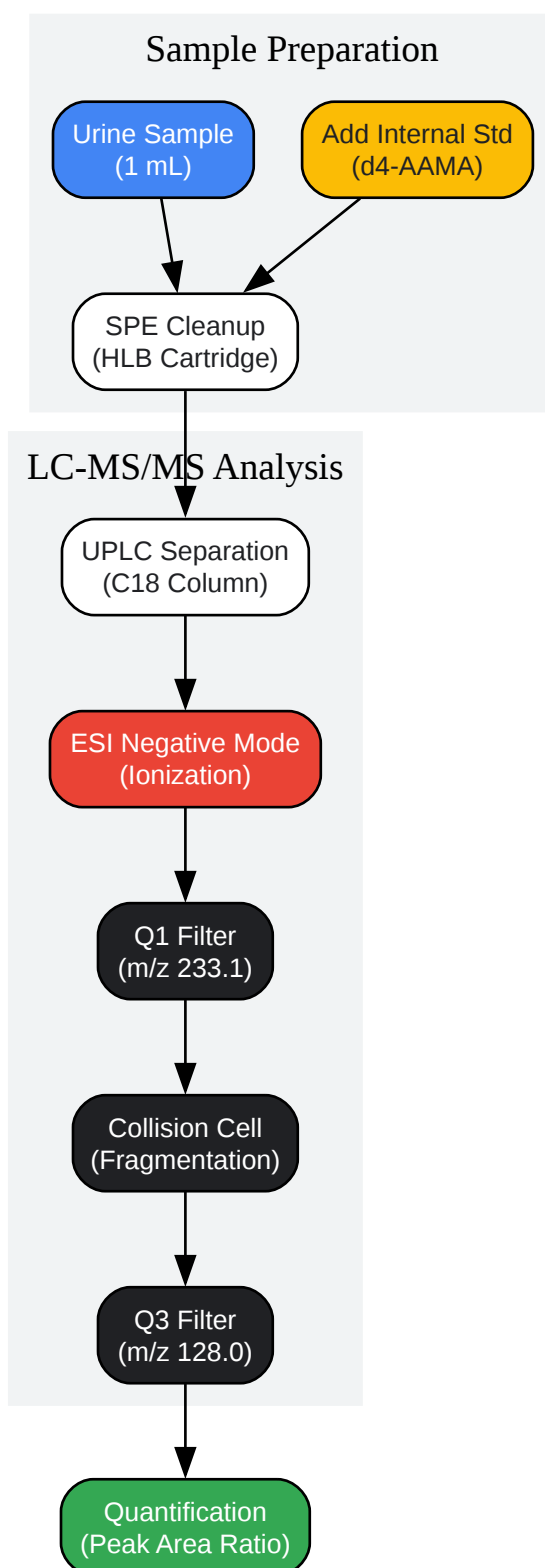 Sample Preparation
Urine Sample
(1 mL)
Add Internal Std
(d4-AAMA)
SPE Cleanup
(HLB Cartridge)
LC-MS/MS Analysis
UPLC Separation
(C18 Column)
ESI Negative Mode
(Ionization)
Q1 Filter
(m/z 233.1)
Collision Cell
(Fragmentation)
Q3 Filter
(m/z 128.0)
Quantification
(Peak Area Ratio)